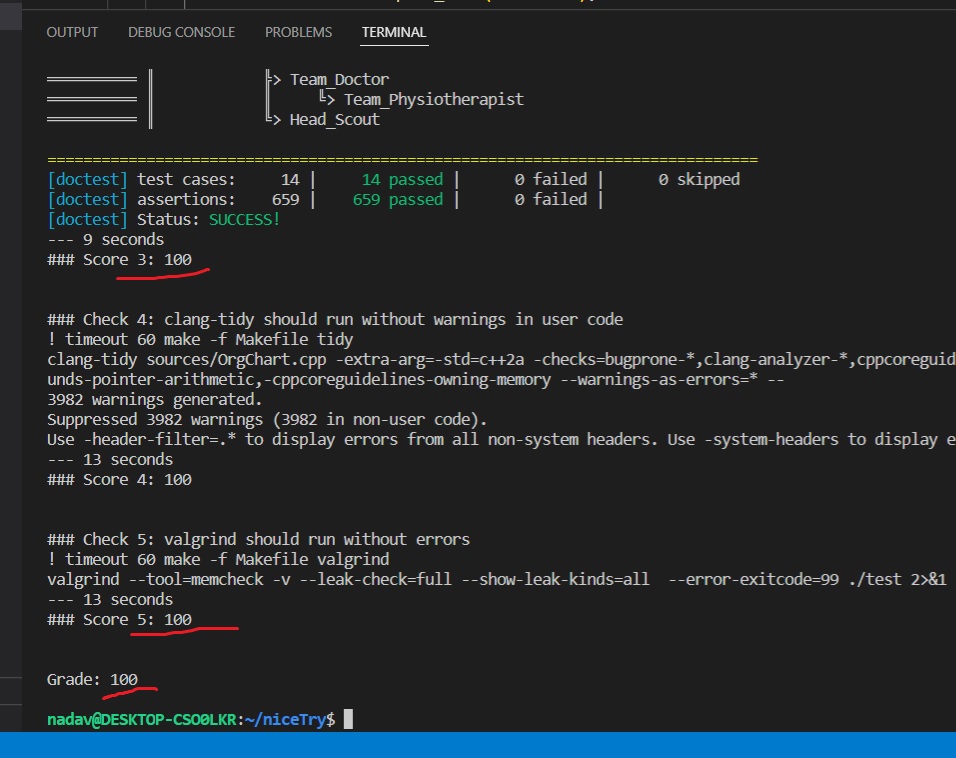 OUTPUT DEBUG CONSOLE PROBLEMS TERMINAL
══════════ ║ ╠> Team_Doctor
══════════ ║ ║ ╚> Team_Physiotherapist
══════════ ║ ╚> Head_Scout
===============================================================================
[doctest] test cases: 14 | 14 passed | 0 failed | 0 skipped
[doctest] assertions: 659 | 659 passed | 0 failed |
[doctest] Status: SUCCESS!
--- 9 seconds
### Score 3: 100
### Check 4: clang-tidy should run without warnings in user code
! timeout 60 make -f Makefile tidy
clang-tidy sources/OrgChart.cpp -extra-arg=-std=c++2a -checks=bugprone-*,clang-analyzer-*,cppcoreguid
unds-pointer-arithmetic,-cppcoreguidelines-owning-memory --warnings-as-errors=* --
3982 warnings generated.
Suppressed 3982 warnings (3982 in non-user code).
Use -header-filter=.* to display errors from all non-system headers. Use -system-headers to display e
--- 13 seconds
### Score 4: 100
### Check 5: valgrind should run without errors
! timeout 60 make -f Makefile valgrind
valgrind --tool=memcheck -v --leak-check=full --show-leak-kinds=all --error-exitcode=99 ./test 2>&1
--- 13 seconds
### Score 5: 100
Grade: 100
nadav@DESKTOP-CSO0LKR:~/niceTry$